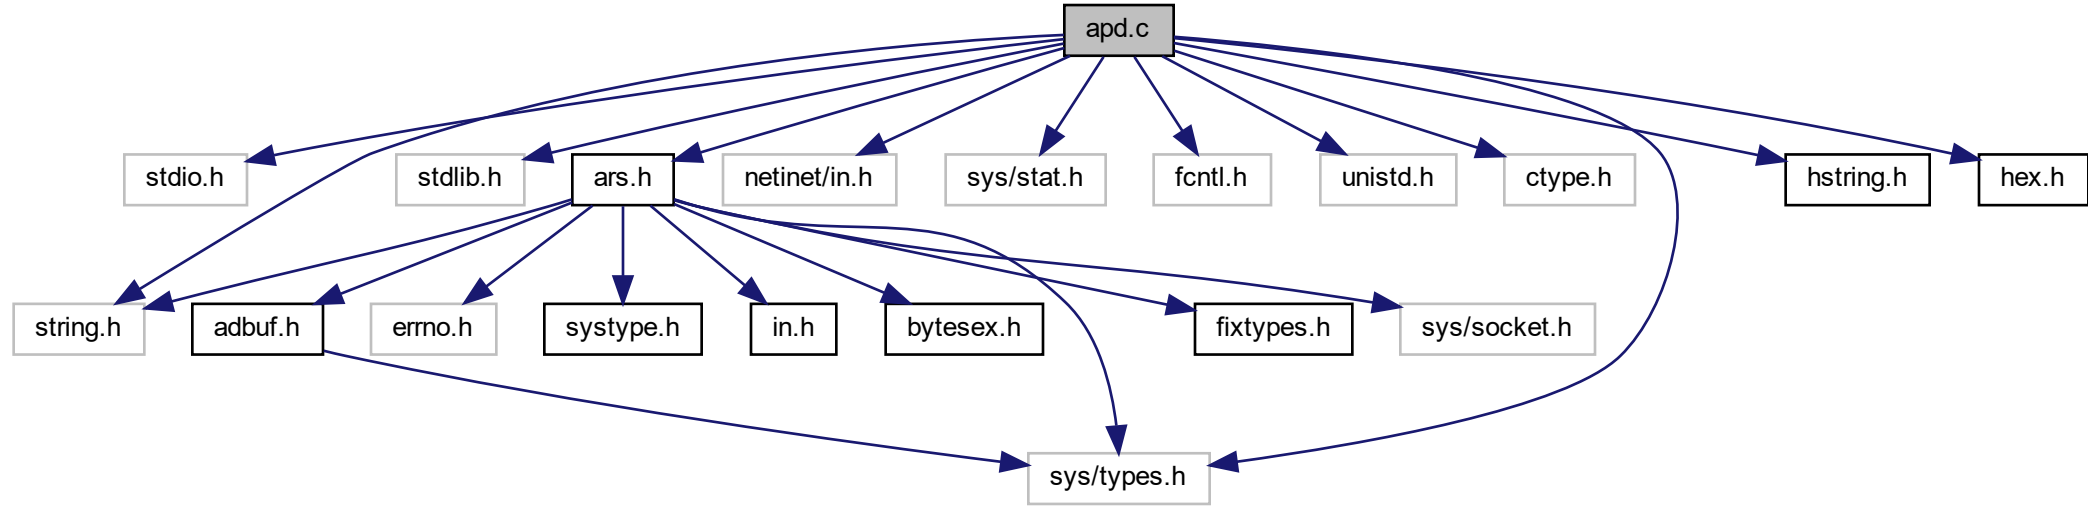 apd.c
stdio.h
stdlib.h
ars.h
netinet/in.h
sys/stat.h
fcntl.h
unistd.h
ctype.h
hstring.h
hex.h
string.h
adbuf.h
errno.h
systype.h
in.h
bytesex.h
fixtypes.h
sys/socket.h
sys/types.h